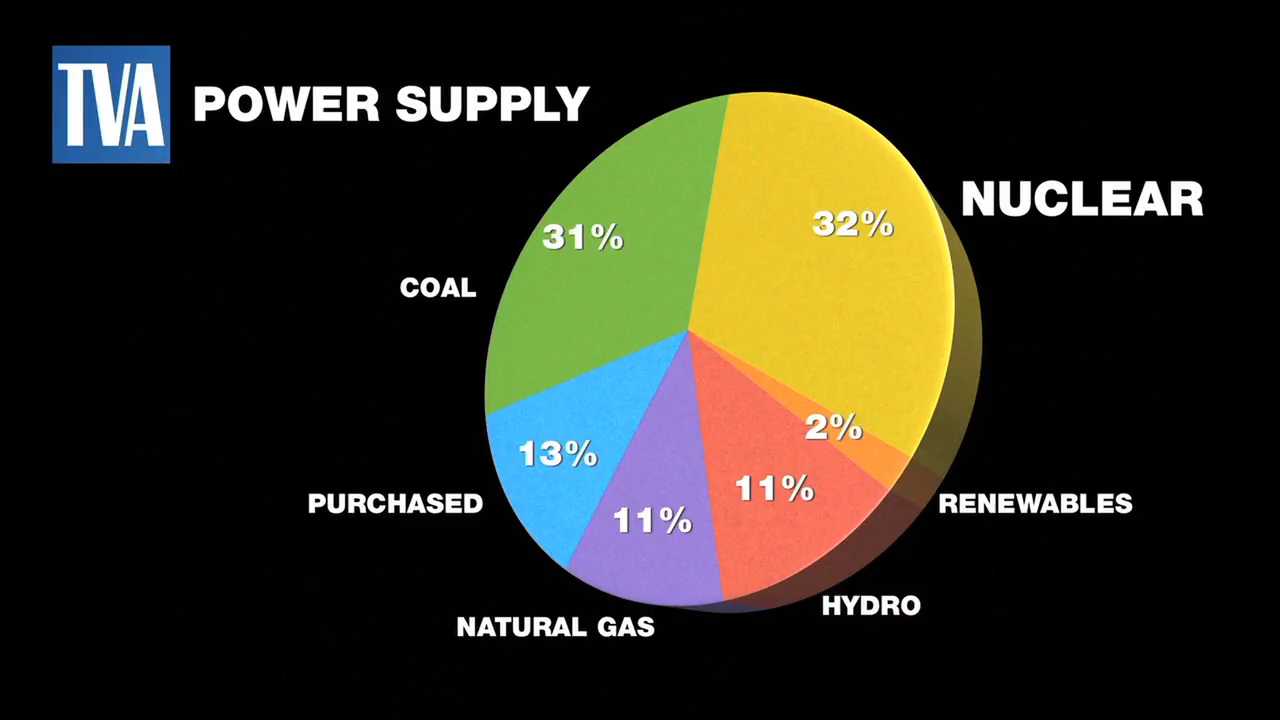 TVA
POWER SUPPLY
NUCLEAR
32%
31%
COAL
2%
13%
11%
11%
PURCHASED
RENEWABLES
HYDRO
NATURAL GAS